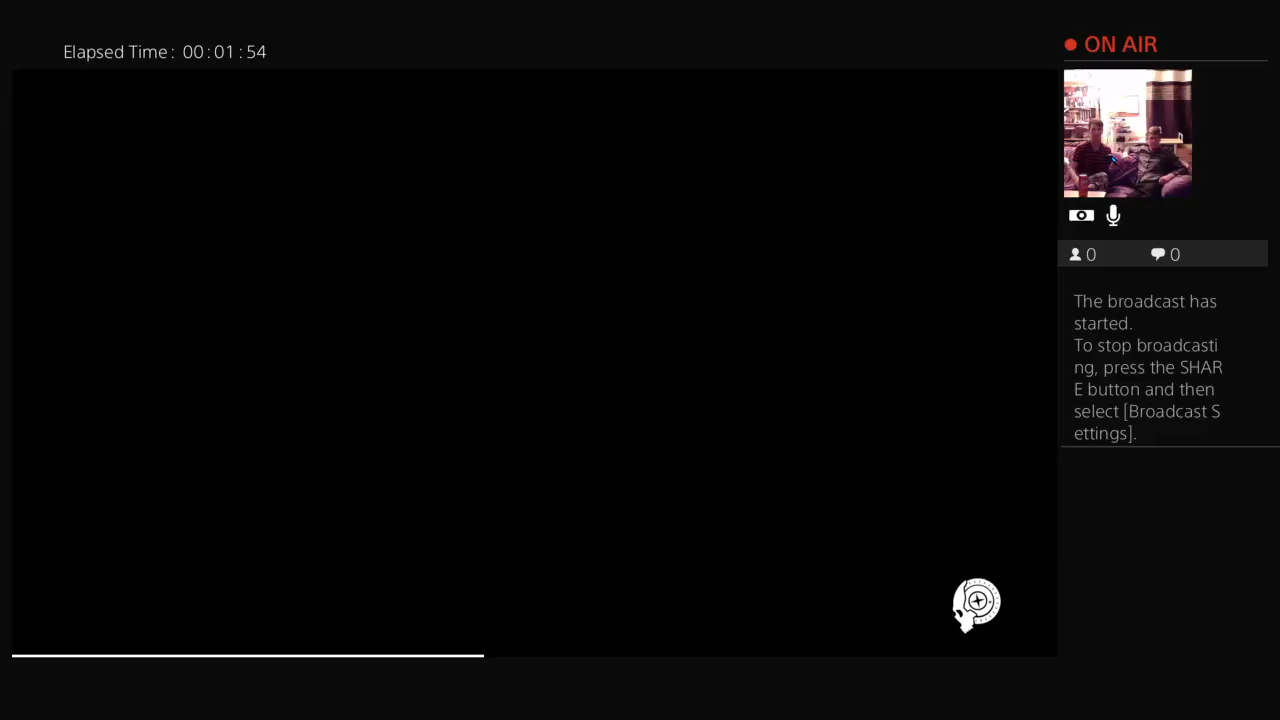 Elapsed Time: 00:01:54
ON AIR
0
0
The broadcast has
started.
To stop broadcasti
ng, press the SHAR
E button and then
select [Broadcast S
ettings].